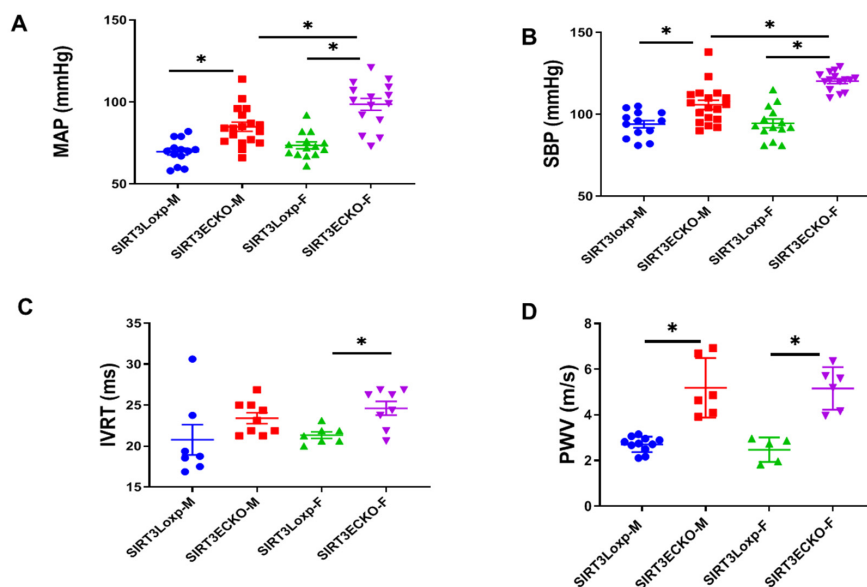 A
MAP (mmHg)
150
100
50
*
*
*
SIRT3Loxp-M
SIRT3ECKO-M
SIRT3Loxp-F
SIRT3ECKO-F
B
SBP (mmHg)
150
100
50
*
*
*
SIRT3loxp-M
SIRT3ECKO-M
SIRT3Loxp-F
SIRT3ECKO-F
C
IVRT (ms)
35
30
25
20
15
*
SIRT3Loxp-M
SIRT3ECKO-M
SIRT3Loxp-F
SIRT3ECKO-F
D
PWV (m/s)
8
6
4
2
0
*
*
SIRT3Loxp-M
SIRT3ECKO-M
SIRT3Loxp-F
SIRT3ECKO-F